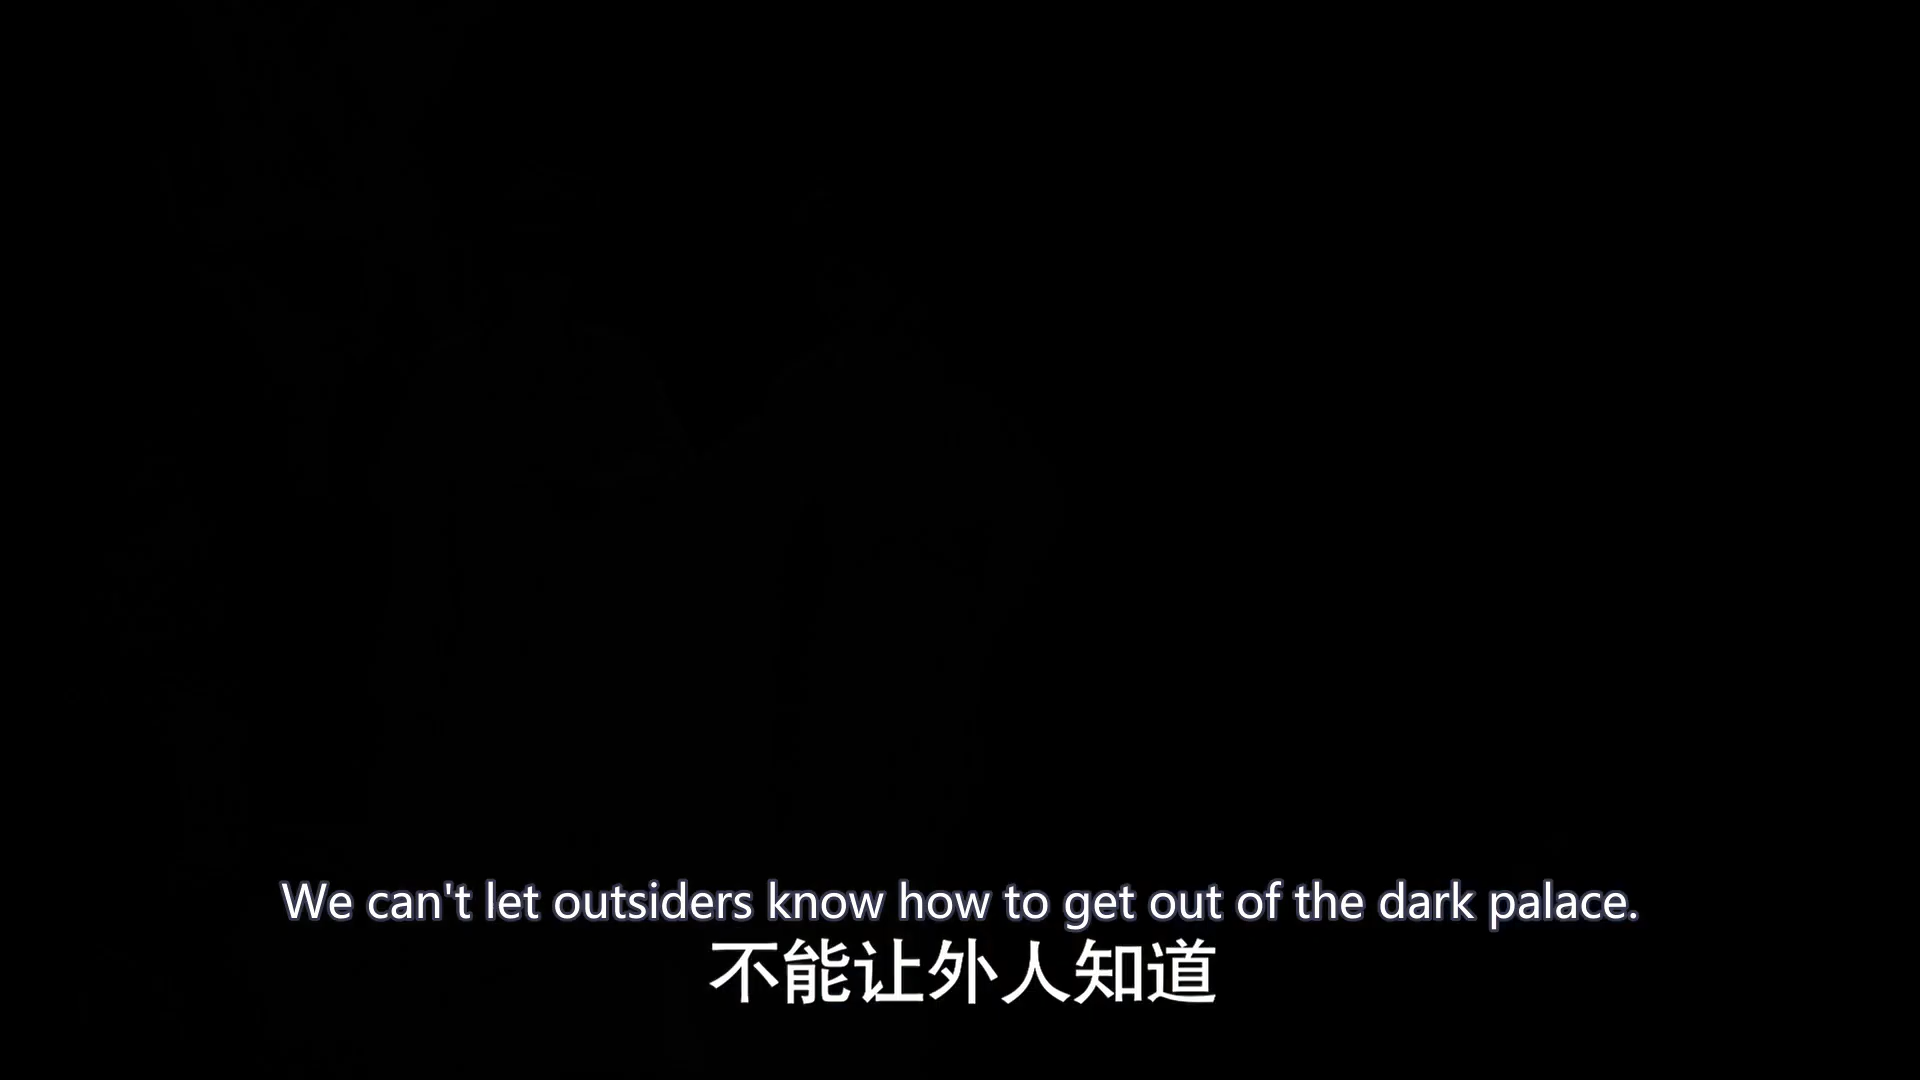 We can't let outsiders know how to get out of the dark palace.
不能让外人知道